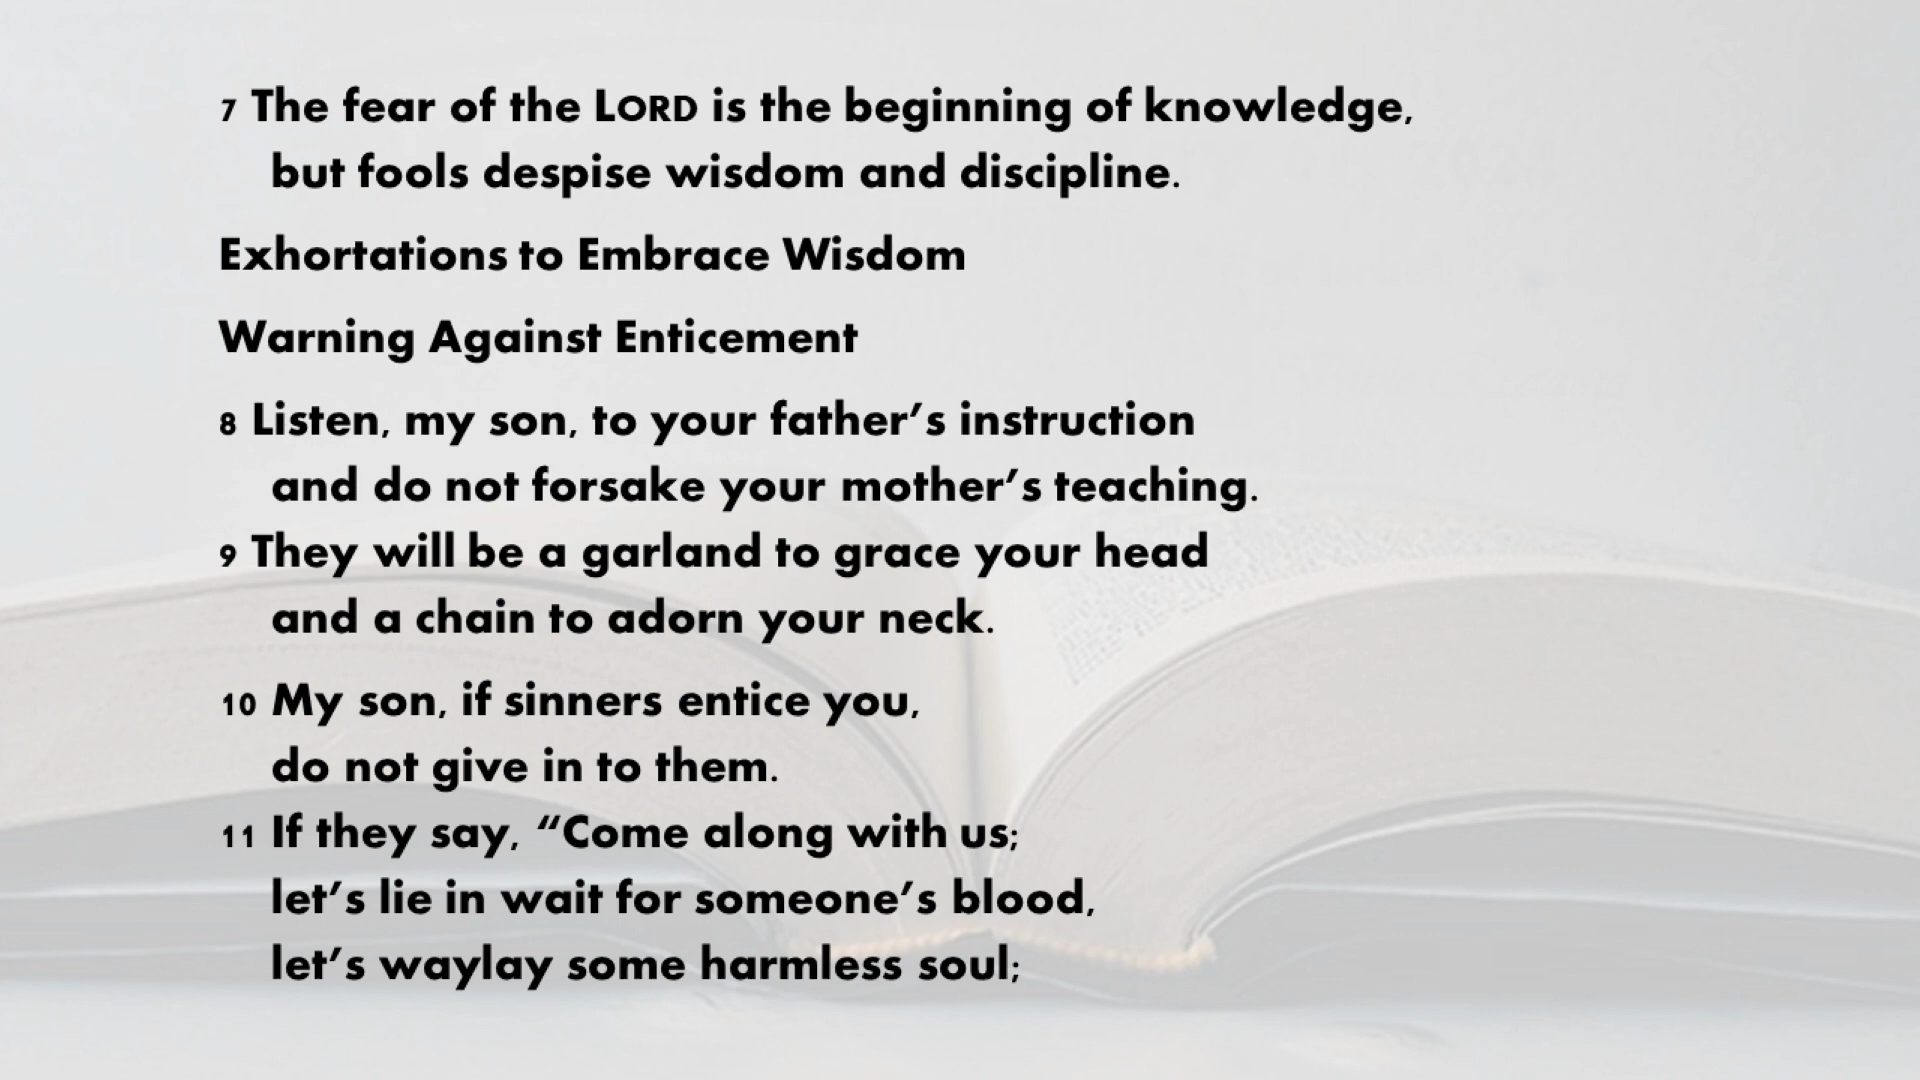 7 The fear of the LORD is the beginning of knowledge,
but fools despise wisdom and discipline.
Exhortations to Embrace Wisdom
Warning Against Enticement
8 Listen, my son, to your father’s instruction
and do not forsake your mother’s teaching.
9 They will be a garland to grace your head
and a chain to adorn your neck.
10 My son, if sinners entice you,
do not give in to them.
11 If they say, “Come along with us;
let’s lie in wait for someone’s blood,
let’s waylay some harmless soul;